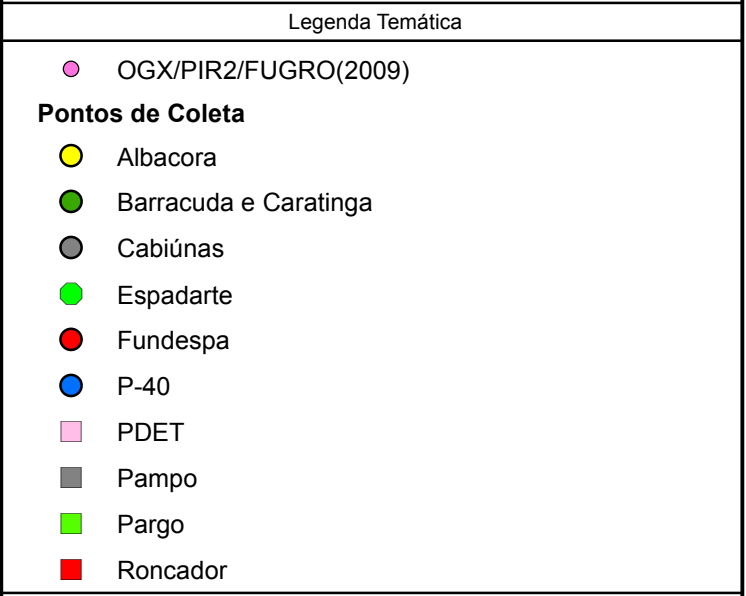 Legenda Temática
OGX/PIR2/FUGRO(2009)
Pontos de Coleta
Albacora
Barracuda e Caratinga
Cabiúnas
Espadarte
Fundespa
P-40
PDET
Pampo
Pargo
Roncador